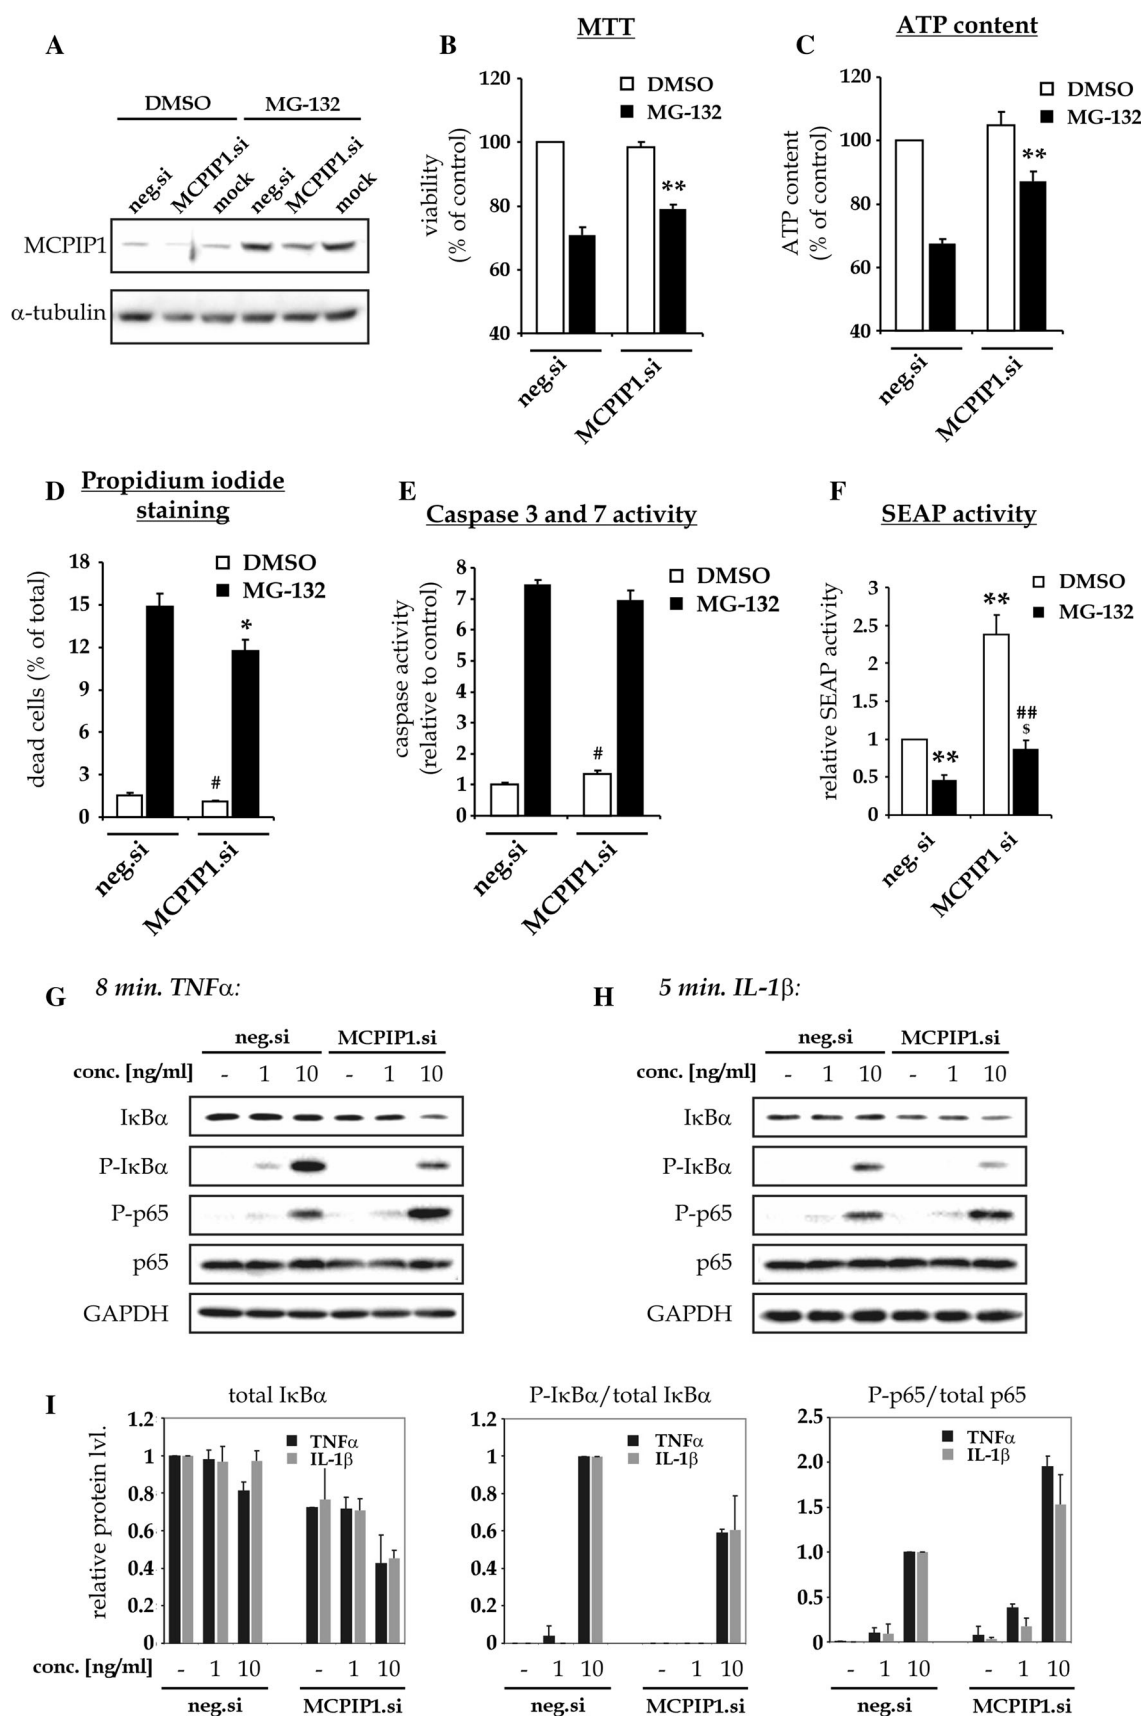 A
DMSO MG-132
neg.si MCPIP1.si mock neg.si MCPIP1.si mock
MCPIP1
α-tubulin
B
MTT
DMSO
MG-132
viability
(% of control)
120
100
80
60
40
**
neg.si MCPIP1.si
C
ATP content
DMSO
MG-132
ATP content
(% of control)
120
100
80
60
40
**
neg.si MCPIP1.si
D
Propidium iodide
staining
DMSO
MG-132
dead cells (% of total)
18
15
12
9
6
3
0
*
#
neg.si MCPIP1.si
E
Caspase 3 and 7 activity
DMSO
MG-132
caspase activity
(relative to control)
8
7
6
5
4
3
2
1
0
#
neg.si MCPIP1.si
F
SEAP activity
DMSO
MG-132
relative SEAP activity
3
2.5
2
1.5
1
0.5
0
**
**
##
$
neg. si MCPIP1 si
G 8 min. TNFα:
neg.si MCPIP1.si
conc. [ng/ml] - 1 10 - 1 10
IκBα
P-IκBα
P-p65
p65
GAPDH
H 5 min. IL-1β:
neg.si MCPIP1.si
conc. [ng/ml] - 1 10 - 1 10
IκBα
P-IκBα
P-p65
p65
GAPDH
I
total IκBα
relative protein lvl.
TNFα
IL-1β
1.2
1
0.8
0.6
0.4
0.2
0
conc. [ng/ml] - 1 10 - 1 10
neg.si MCPIP1.si
P-IκBα/total IκBα
TNFα
IL-1β
1.2
1
0.8
0.6
0.4
0.2
0
- 1 10 - 1 10
neg.si MCPIP1.si
P-p65/total p65
TNFα
IL-1β
2.5
2.0
1.5
1.0
0.5
0
- 1 10 - 1 10
neg.si MCPIP1.si